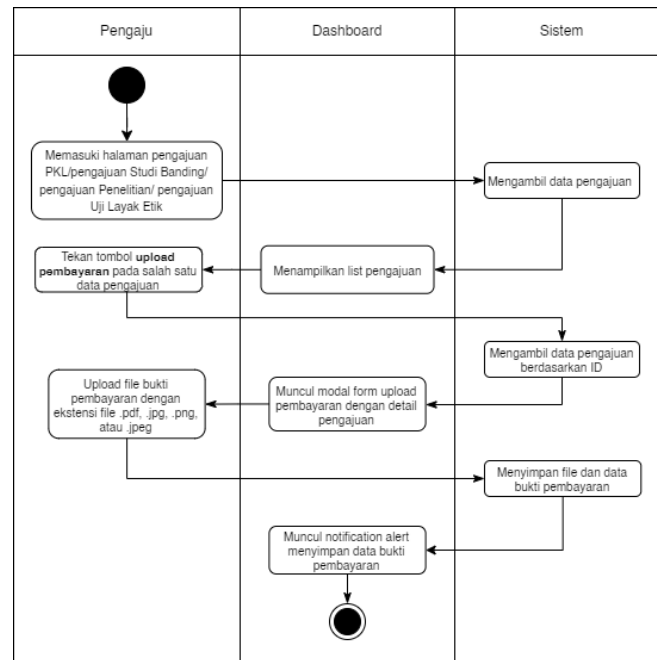 Pengaju
Dashboard
Sistem
Memasuki halaman pengajuan
PKL/pengajuan Studi Banding/
pengajuan Penelitian/ pengajuan
Uji Layak Etik
Mengambil data pengajuan
Menampilkan list pengajuan
Tekan tombol upload
pembayaran pada salah satu
data pengajuan
Mengambil data pengajuan
berdasarkan ID
Muncul modal form upload
pembayaran dengan detail
pengajuan
Upload file bukti
pembayaran dengan
ekstensi file .pdf, .jpg, .png,
atau .jpeg
Menyimpan file dan data
bukti pembayaran
Muncul notification alert
menyimpan data bukti
pembayaran